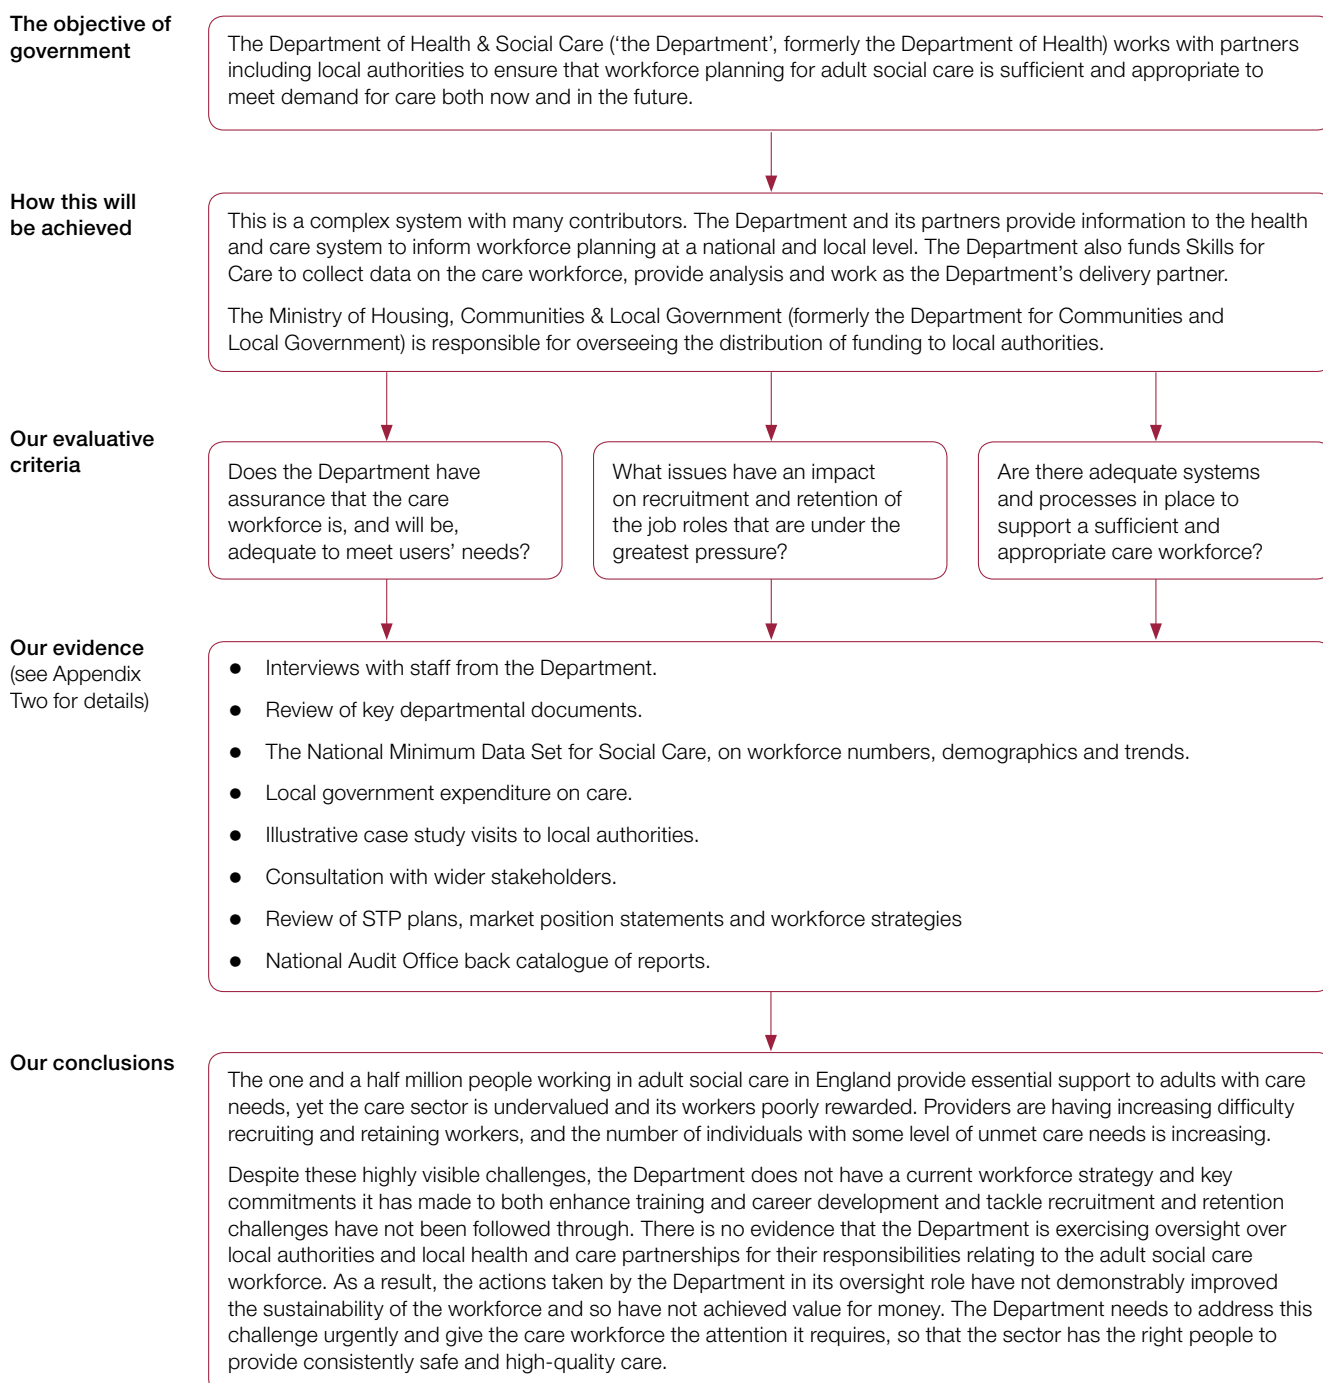 The objective of
government
The Department of Health & Social Care (‘the Department’, formerly the Department of Health) works with partners
including local authorities to ensure that workforce planning for adult social care is sufficient and appropriate to
meet demand for care both now and in the future.
How this will
be achieved
This is a complex system with many contributors. The Department and its partners provide information to the health
and care system to inform workforce planning at a national and local level. The Department also funds Skills for
Care to collect data on the care workforce, provide analysis and work as the Department’s delivery partner.
The Ministry of Housing, Communities & Local Government (formerly the Department for Communities and
Local Government) is responsible for overseeing the distribution of funding to local authorities.
Our evaluative
criteria
Does the Department have
assurance that the care
workforce is, and will be,
adequate to meet users’ needs?
What issues have an impact
on recruitment and retention of
the job roles that are under the
greatest pressure?
Are there adequate systems
and processes in place to
support a sufficient and
appropriate care workforce?
Our evidence
(see Appendix
Two for details)
● Interviews with staff from the Department.
● Review of key departmental documents.
● The National Minimum Data Set for Social Care, on workforce numbers, demographics and trends.
● Local government expenditure on care.
● Illustrative case study visits to local authorities.
● Consultation with wider stakeholders.
● Review of STP plans, market position statements and workforce strategies
● National Audit Office back catalogue of reports.
Our conclusions
The one and a half million people working in adult social care in England provide essential support to adults with care
needs, yet the care sector is undervalued and its workers poorly rewarded. Providers are having increasing difficulty
recruiting and retaining workers, and the number of individuals with some level of unmet care needs is increasing.
Despite these highly visible challenges, the Department does not have a current workforce strategy and key
commitments it has made to both enhance training and career development and tackle recruitment and retention
challenges have not been followed through. There is no evidence that the Department is exercising oversight over
local authorities and local health and care partnerships for their responsibilities relating to the adult social care
workforce. As a result, the actions taken by the Department in its oversight role have not demonstrably improved
the sustainability of the workforce and so have not achieved value for money. The Department needs to address this
challenge urgently and give the care workforce the attention it requires, so that the sector has the right people to
provide consistently safe and high-quality care.